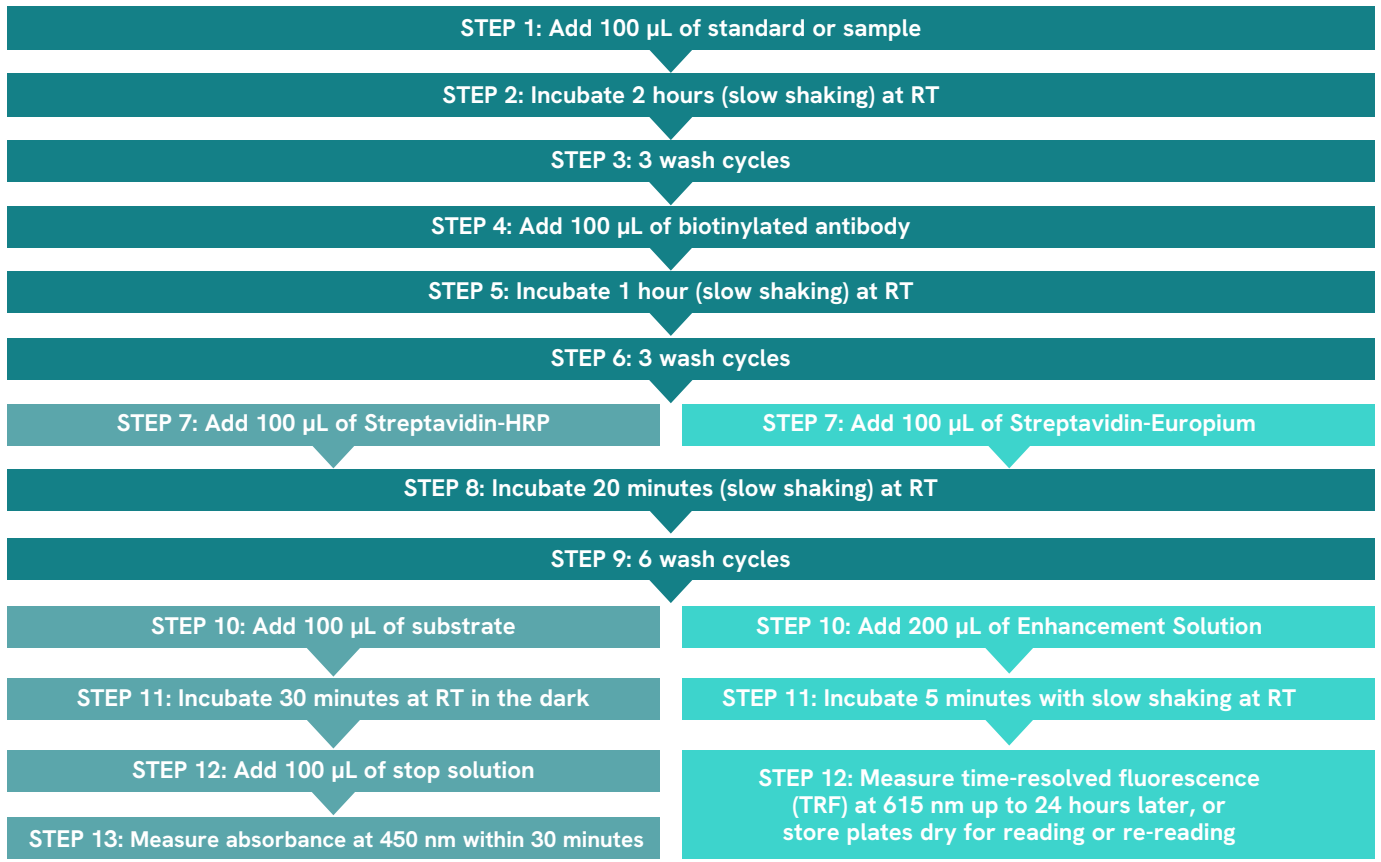 STEP 1: Add 100 µL of standard or sample
STEP 2: Incubate 2 hours (slow shaking) at RT
STEP 3: 3 wash cycles
STEP 4: Add 100 µL of biotinylated antibody
STEP 5: Incubate 1 hour (slow shaking) at RT
STEP 6: 3 wash cycles
STEP 7: Add 100 µL of Streptavidin-HRP
STEP 7: Add 100 µL of Streptavidin-Europium
STEP 8: Incubate 20 minutes (slow shaking) at RT
STEP 9: 6 wash cycles
STEP 10: Add 100 µL of substrate
STEP 10: Add 200 µL of Enhancement Solution
STEP 11: Incubate 30 minutes at RT in the dark
STEP 11: Incubate 5 minutes with slow shaking at RT
STEP 12: Add 100 µL of stop solution
STEP 13: Measure absorbance at 450 nm within 30 minutes
STEP 12: Measure time-resolved fluorescence
(TRF) at 615 nm up to 24 hours later, or
store plates dry for reading or re-reading